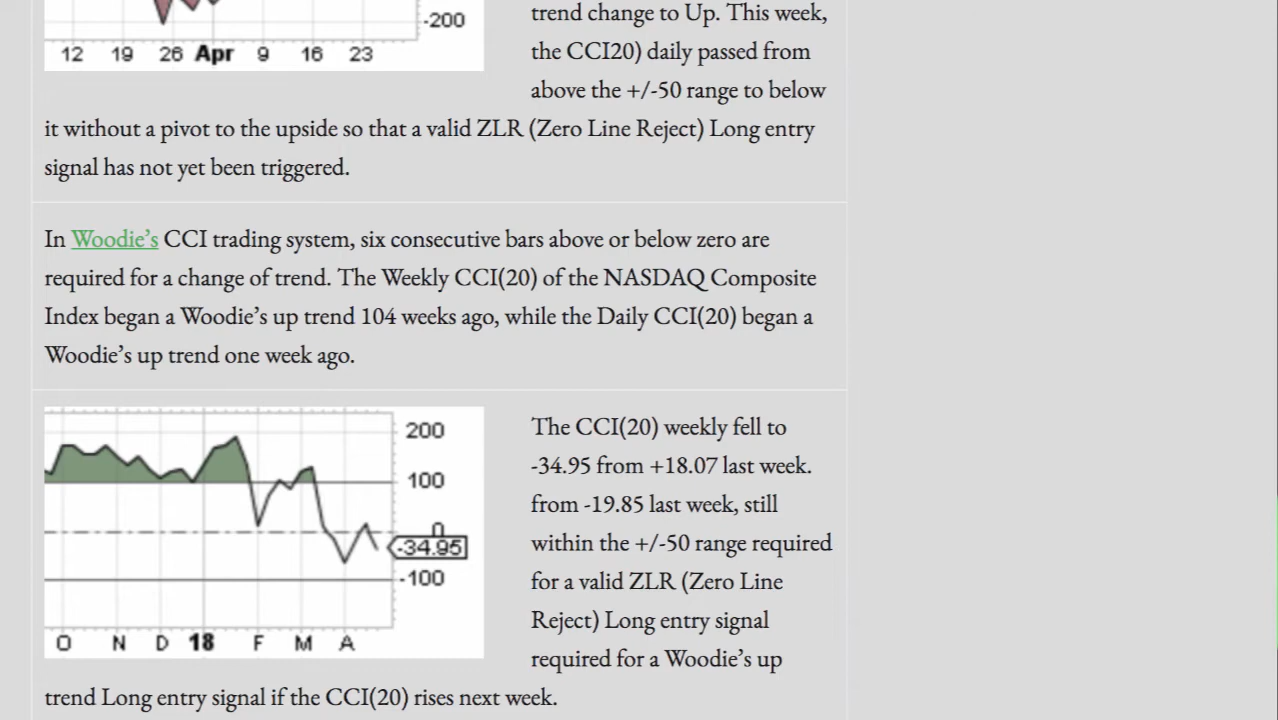 -200
12 19 26 Apr 9 16 23
trend change to Up. This week,
the CCI20) daily passed from
above the +/-50 range to below
it without a pivot to the upside so that a valid ZLR (Zero Line Reject) Long entry
signal has not yet been triggered.
In Woodie’s CCI trading system, six consecutive bars above or below zero are
required for a change of trend. The Weekly CCI(20) of the NASDAQ Composite
Index began a Woodie’s up trend 104 weeks ago, while the Daily CCI(20) began a
Woodie’s up trend one week ago.
200
100
0
-34.95
-100
O N D 18 F M A
The CCI(20) weekly fell to
-34.95 from +18.07 last week.
from -19.85 last week, still
within the +/-50 range required
for a valid ZLR (Zero Line
Reject) Long entry signal
required for a Woodie’s up
trend Long entry signal if the CCI(20) rises next week.